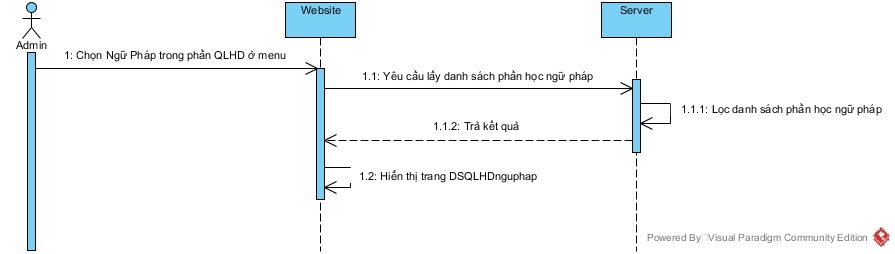 Website
Server
Admin
1: Chọn Ngữ Pháp trong phần QLHD ở menu
1.1: Yêu cầu lấy danh sách phần học ngữ pháp
1.1.1: Lọc danh sách phần học ngữ pháp
1.1.2: Trả kết quả
1.2: Hiển thị trang DSQLHDnguphap
Powered By Visual Paradigm Community Edition